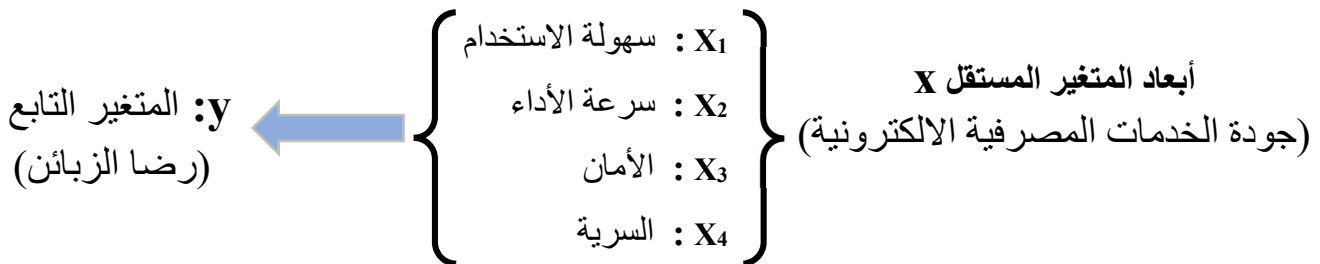 أبعاد المتغير المستقل x
(جودة الخدمات المصرفية الالكترونية)
X1 : سهولة الاستخدام
X2 : سرعة الأداء
X3 : الأمان
X4 : السرية
y: المتغير التابع
(رضا الزبائن)